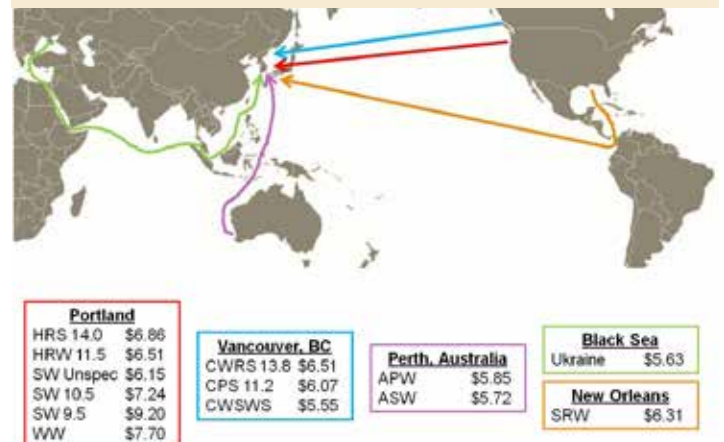 Portland
HRS 14.0 $6.86
HRW 11.5 $6.51
SW Unspec $6.15
SW 10.5 $7.24
SW 9.5 $9.20
WW $7.70
Vancouver, BC
CWRS 13.8 $6.51
CPS 11.2 $6.07
CWSWS $5.55
Perth, Australia
APW $5.85
ASW $5.72
Black Sea
Ukraine $5.63
New Orleans
SRW $6.31